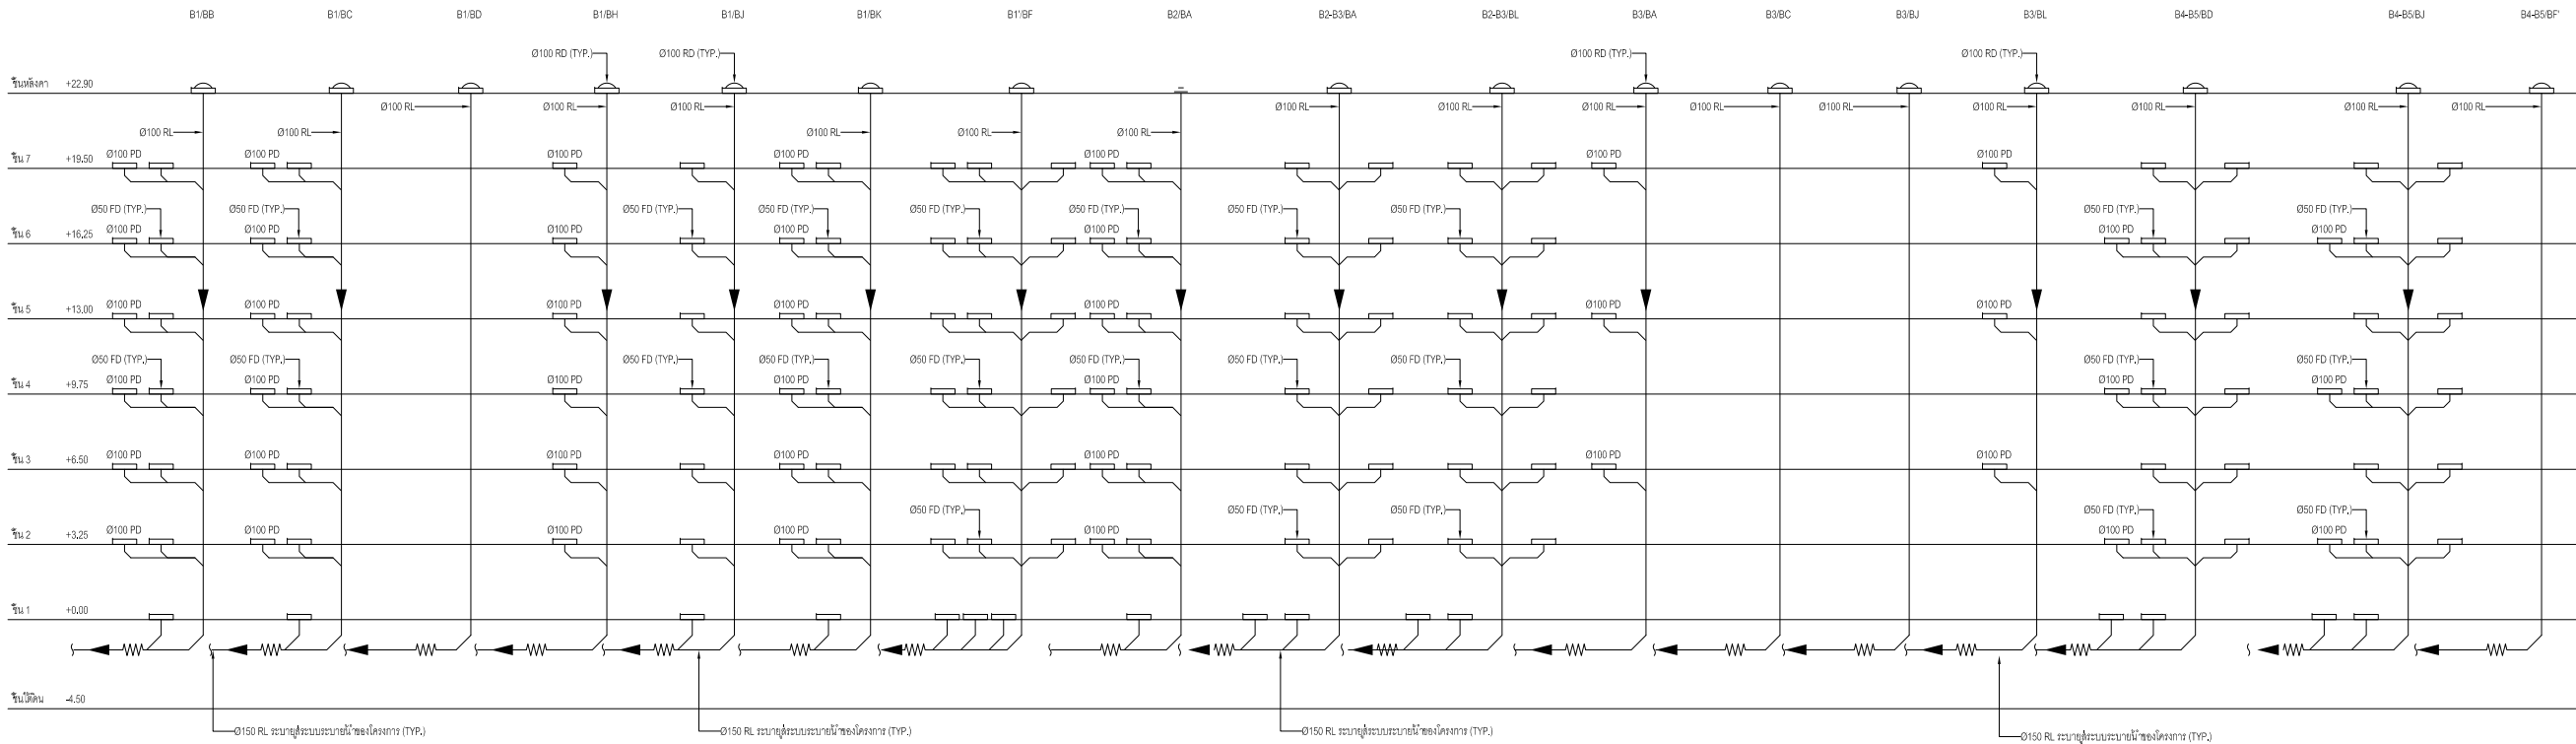 B1/BB B1/BC B1/BD B1/BH B1/BJ B1/BK B1'/BF B2/BA B2-B3/BA B2-B3/BL B3/BA B3/BC B3/BJ B3/BL B4-B5/BD B4-B5/BJ B4-B5/BF'
Ø100 RD (TYP.) Ø100 RD (TYP.) Ø100 RD (TYP.) Ø100 RD (TYP.)
ชั้นหลังคา +22.90
Ø100 RL Ø100 RL Ø100 RL Ø100 RL Ø100 RL Ø100 RL Ø100 RL Ø100 RL Ø100 RL Ø100 RL Ø100 RL Ø100 RL
Ø100 RL Ø100 RL Ø100 RL Ø100 RL Ø100 RL
ชั้น 7 +19.50 Ø100 PD Ø100 PD Ø100 PD Ø100 PD Ø100 PD Ø100 PD Ø100 PD
Ø50 FD (TYP.) Ø50 FD (TYP.) Ø50 FD (TYP.) Ø50 FD (TYP.) Ø50 FD (TYP.) Ø50 FD (TYP.) Ø50 FD (TYP.) Ø50 FD (TYP.) Ø50 FD (TYP.) Ø50 FD (TYP.)
ชั้น 6 +16.25 Ø100 PD Ø100 PD Ø100 PD Ø100 PD Ø100 PD Ø100 PD Ø100 PD
ชั้น 5 +13.00 Ø100 PD Ø100 PD Ø100 PD Ø100 PD Ø100 PD Ø100 PD Ø100 PD
Ø50 FD (TYP.) Ø50 FD (TYP.) Ø50 FD (TYP.) Ø50 FD (TYP.) Ø50 FD (TYP.) Ø50 FD (TYP.) Ø50 FD (TYP.) Ø50 FD (TYP.) Ø50 FD (TYP.) Ø50 FD (TYP.)
ชั้น 4 +9.75 Ø100 PD Ø100 PD Ø100 PD Ø100 PD Ø100 PD Ø100 PD Ø100 PD
ชั้น 3 +6.50 Ø100 PD Ø100 PD Ø100 PD Ø100 PD Ø100 PD Ø100 PD Ø100 PD
Ø50 FD (TYP.) Ø50 FD (TYP.) Ø50 FD (TYP.) Ø50 FD (TYP.) Ø50 FD (TYP.)
ชั้น 2 +3.25 Ø100 PD Ø100 PD Ø100 PD Ø100 PD Ø100 PD Ø100 PD Ø100 PD
ชั้น 1 +0.00
ชั้นใต้ดิน -4.50
Ø150 RL ระบายสู่ระบบระบายน้ำของโครงการ (TYP.) Ø150 RL ระบายสู่ระบบระบายน้ำของโครงการ (TYP.) Ø150 RL ระบายสู่ระบบระบายน้ำของโครงการ (TYP.) Ø150 RL ระบายสู่ระบบระบายน้ำของโครงการ (TYP.)